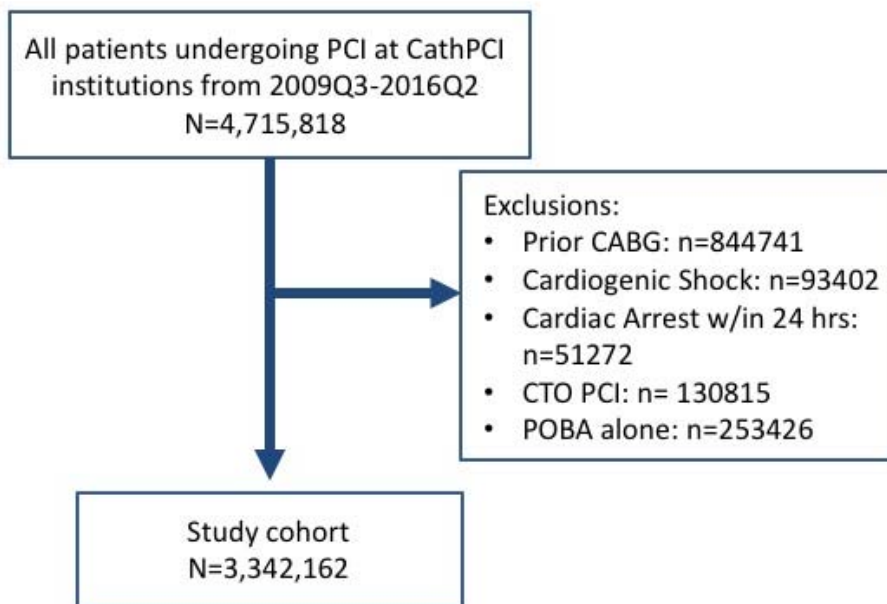 All patients undergoing PCI at CathPCI
institutions from 2009Q3-2016Q2
N=4,715,818
Exclusions:
• Prior CABG: n=844741
• Cardiogenic Shock: n=93402
• Cardiac Arrest w/in 24 hrs:
n=51272
• CTO PCI: n= 130815
• POBA alone: n=253426
Study cohort
N=3,342,162